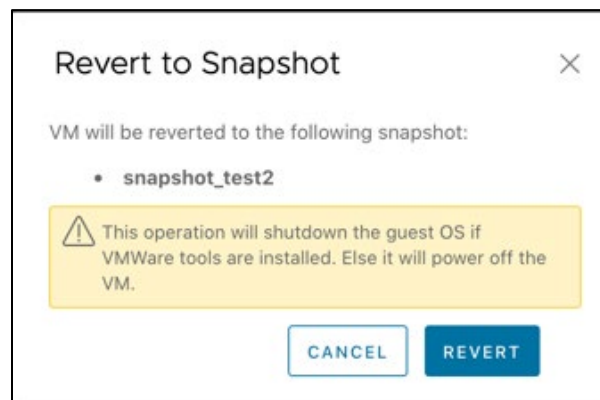 Revert to Snapshot
VM will be reverted to the following snapshot:
• snapshot_test2
This operation will shutdown the guest OS if
VMWare tools are installed. Else it will power off the
VM.
CANCEL
REVERT